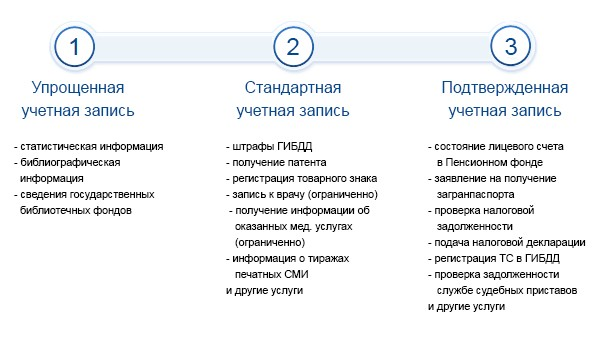 1
Упрощенная
учетная запись
- статистическая информация
- библиографическая
информация
- сведения государственных
библиотечных фондов
2
Стандартная
учетная запись
- штрафы ГИБДД
- получение патента
- регистрация товарного знака
- запись к врачу (ограничено)
- получение информации об
оказанных мед. услугах
(ограничено)
- информация о тиражах
печатных СМИ
и другие услуги
3
Подтвержденная
учетная запись
- состояние лицевого счета
в Пенсионном фонде
- заявление на получение
загранпаспорта
- проверка налоговой
задолженности
- подача налоговой декларации
- регистрация ТС в ГИБДД
- проверка задолженности
службе судебных приставов
и другие услуги